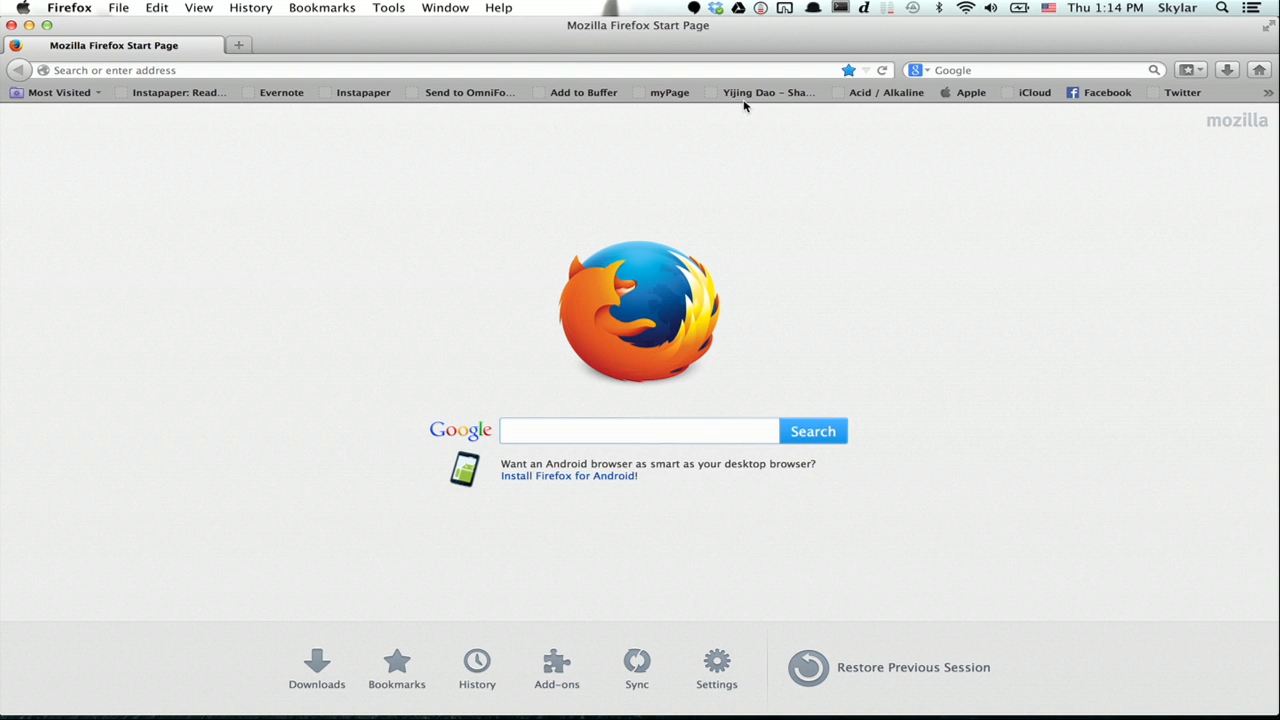 Firefox File Edit View History Bookmarks Tools Window Help Thu 1:14 PM Skylar
Mozilla Firefox Start Page
Mozilla Firefox Start Page
Search or enter address Google
Most Visited Instapaper: Read... Evernote Instapaper Send to OmniFo... Add to Buffer myPage Yijing Dao - Sha... Acid / Alkaline Apple iCloud Facebook Twitter
mozilla
Google Search
Want an Android browser as smart as your desktop browser?
Install Firefox for Android!
Downloads Bookmarks History Add-ons Sync Settings Restore Previous Session